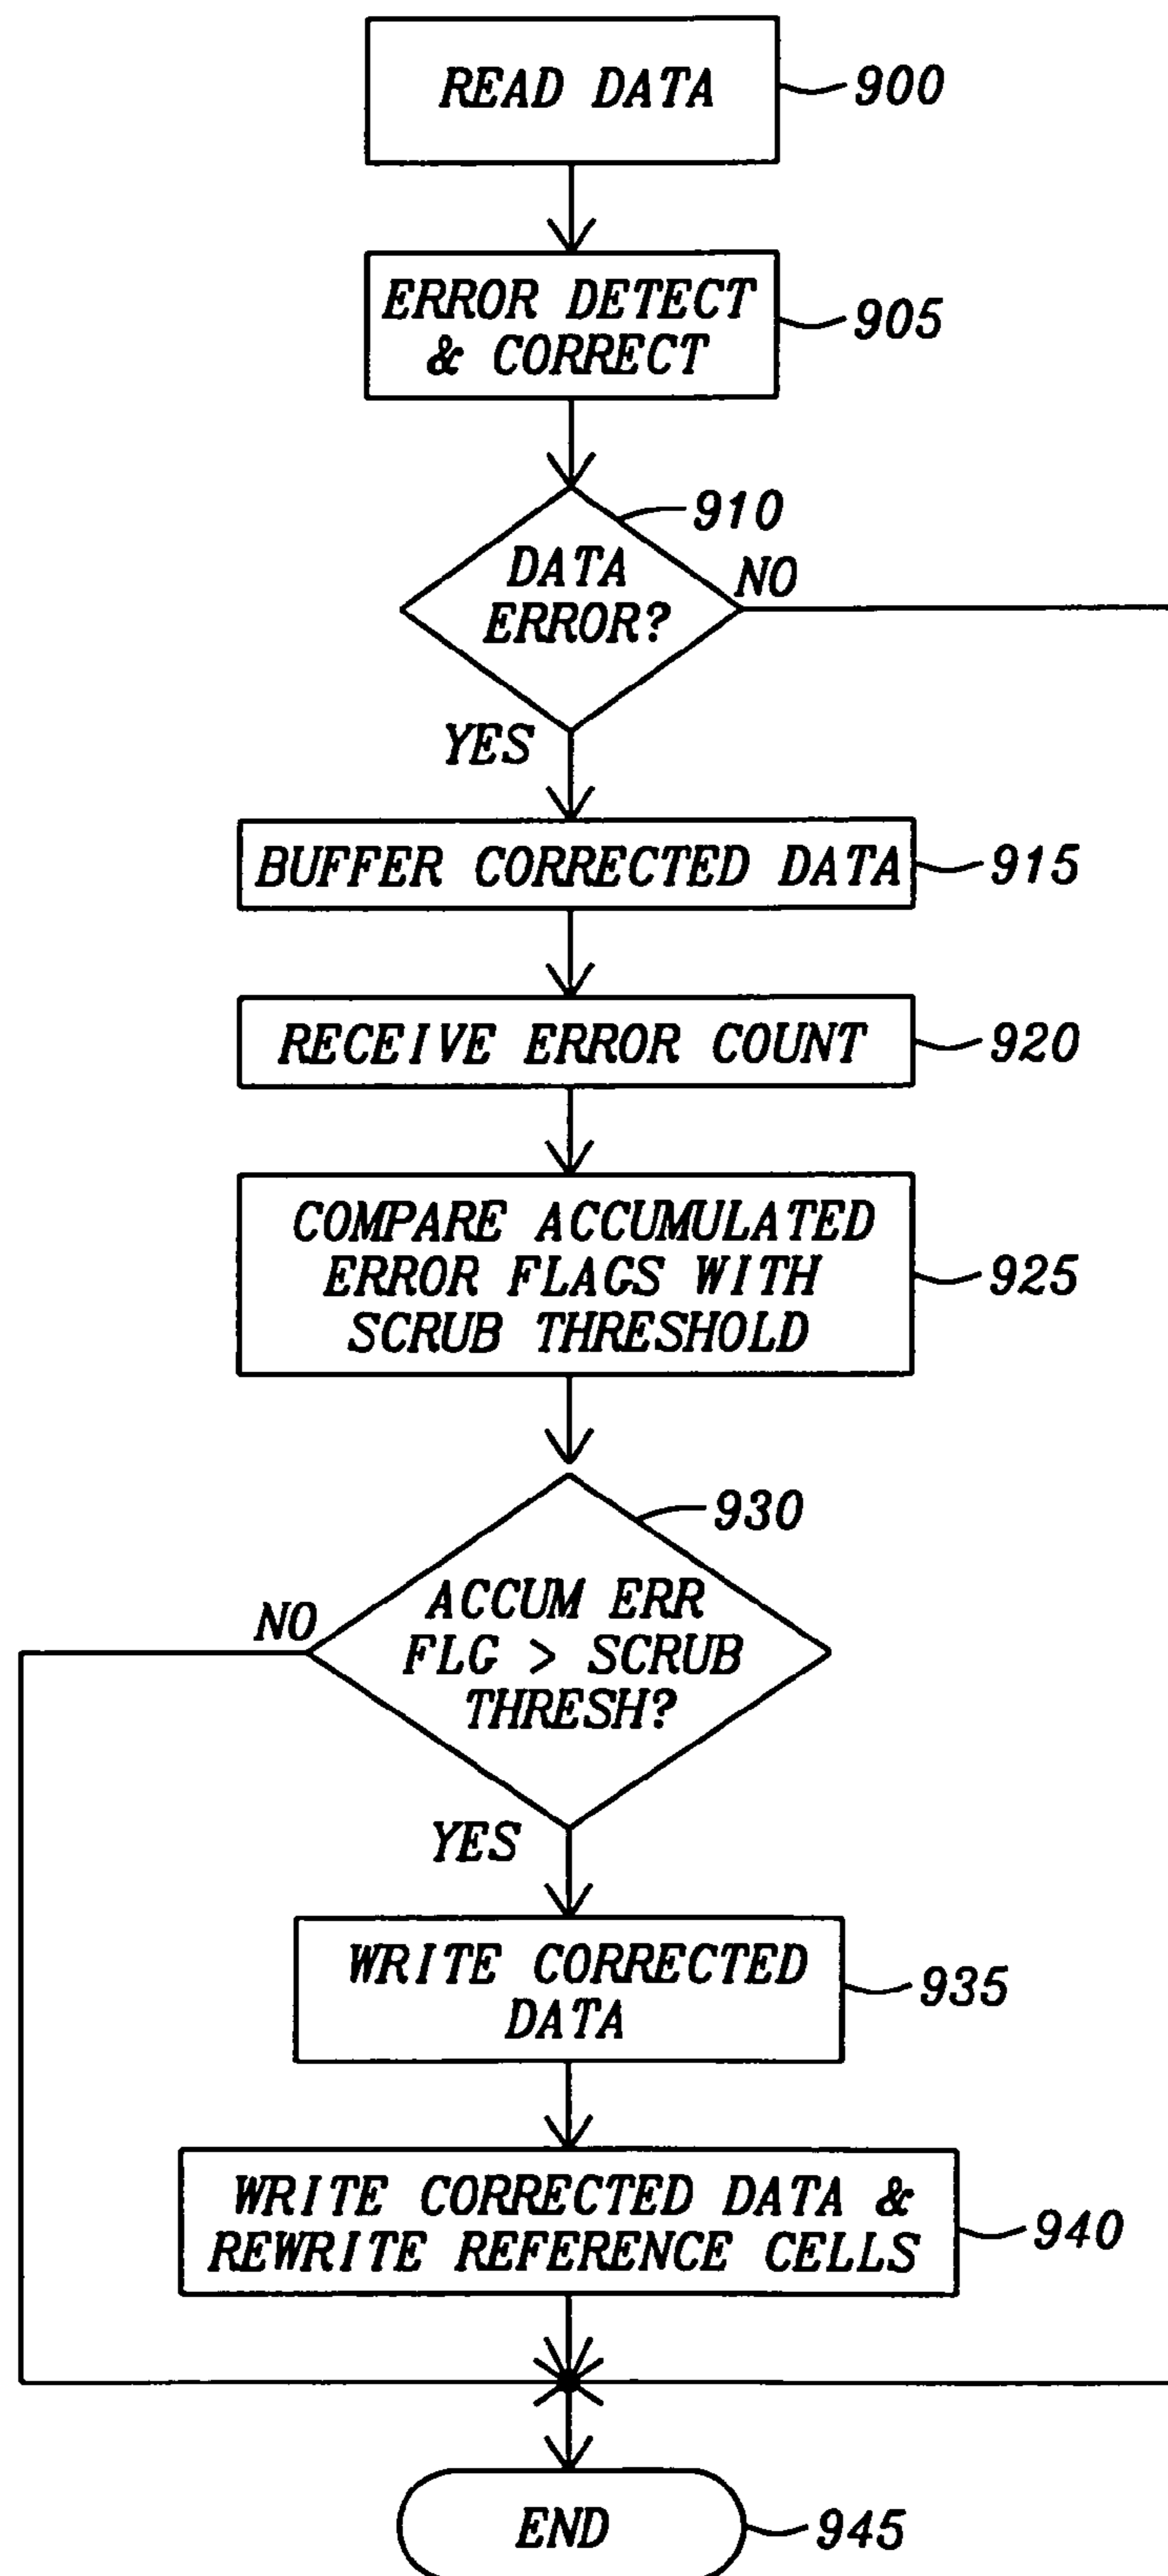 READ DATA
900
ERROR DETECT
& CORRECT
905
910
DATA
ERROR?
NO
YES
BUFFER CORRECTED DATA
915
RECEIVE ERROR COUNT
920
COMPARE ACCUMULATED
ERROR FLAGS WITH
SCRUB THRESHOLD
925
930
ACCUM ERR
FLG > SCRUB
THRESH?
NO
YES
WRITE CORRECTED
DATA
935
WRITE CORRECTED DATA &
REWRITE REFERENCE CELLS
940
END
945